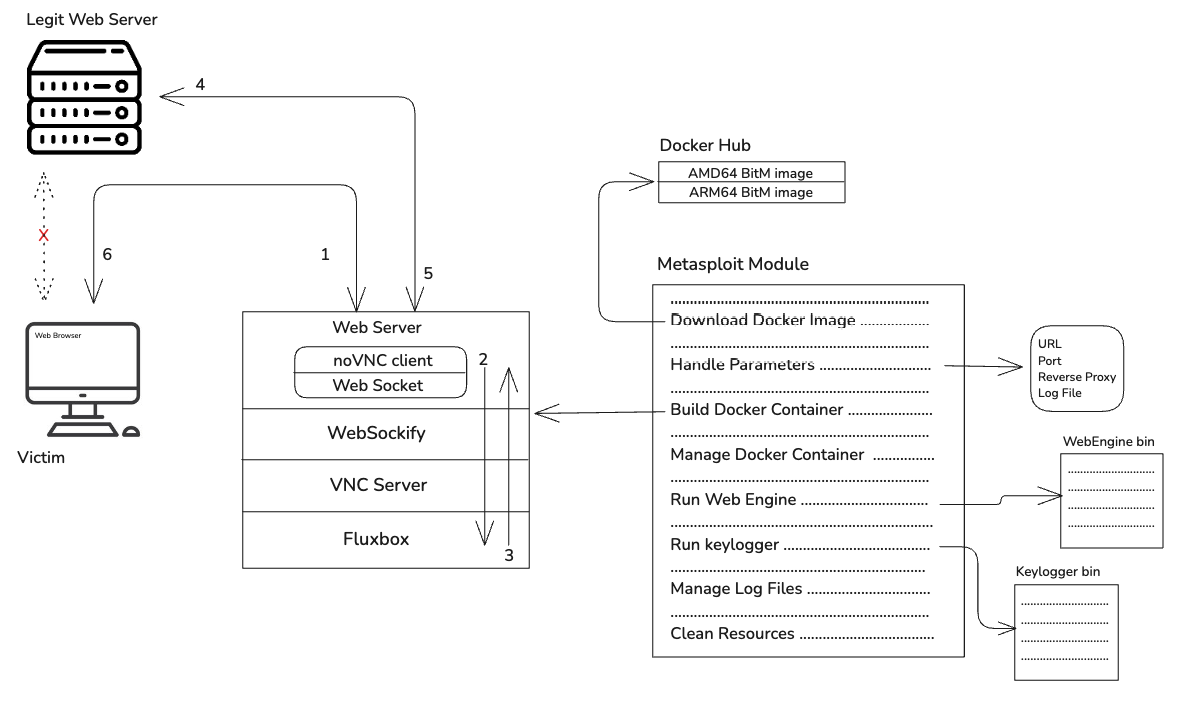 Legit Web Server
4
6
1
5
X
Web Browser
Victim
Web Server
noVNC client
Web Socket
2
WebSockify
VNC Server
Fluxbox
3
Docker Hub
AMD64 BitM image
ARM64 BitM image
Metasploit Module
Download Docker Image
Handle Parameters
Build Docker Container
Manage Docker Container
Run Web Engine
Run keylogger
Manage Log Files
Clean Resources
URL
Port
Reverse Proxy
Log File
WebEngine bin
Keylogger bin